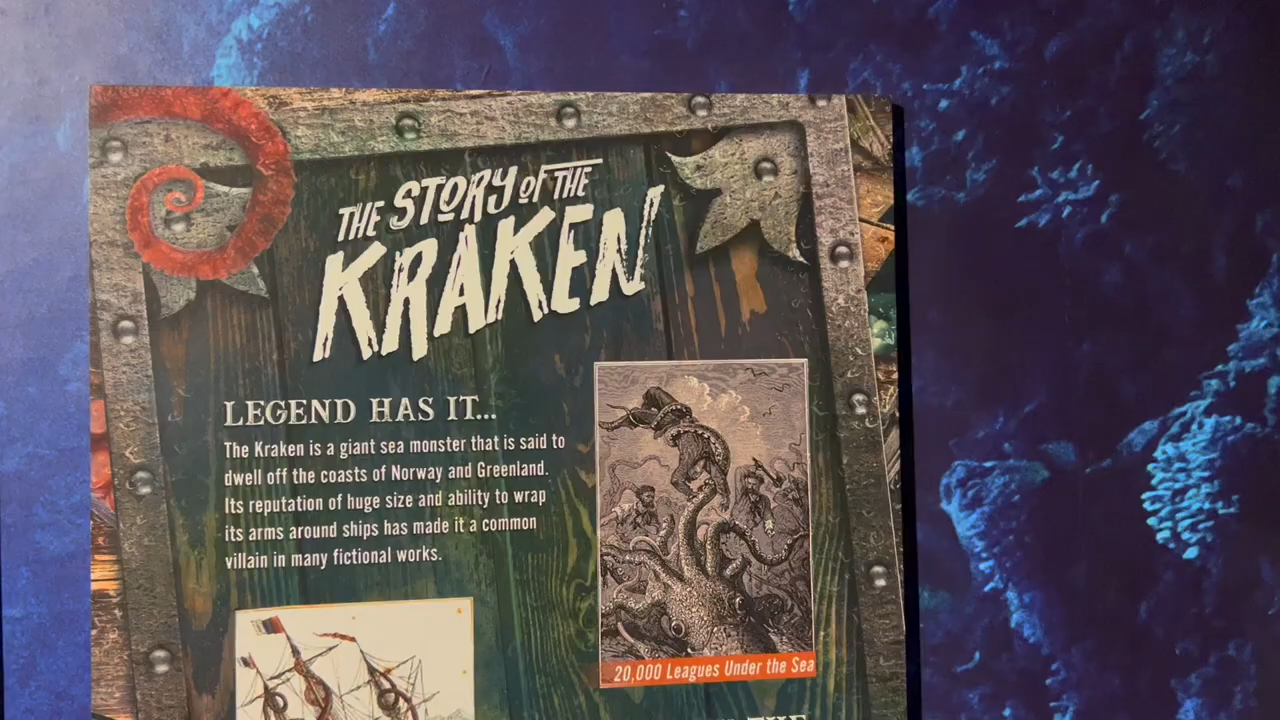 THE STORY OF THE
KRAKEN
LEGEND HAS IT...
The Kraken is a giant sea monster that is said to
dwell off the coasts of Norway and Greenland.
Its reputation of huge size and ability to wrap
its arms around ships has made it a common
villain in many fictional works.
20,000 Leagues Under the Sea
THE